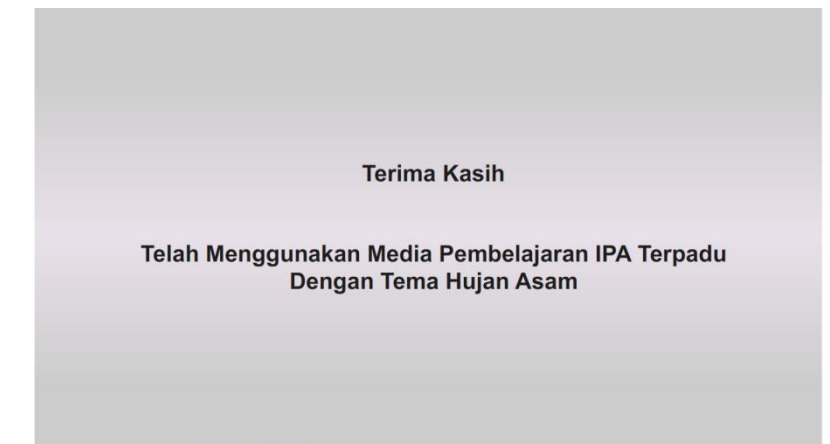 Terima Kasih
Telah Menggunakan Media Pembelajaran IPA Terpadu
Dengan Tema Hujan Asam